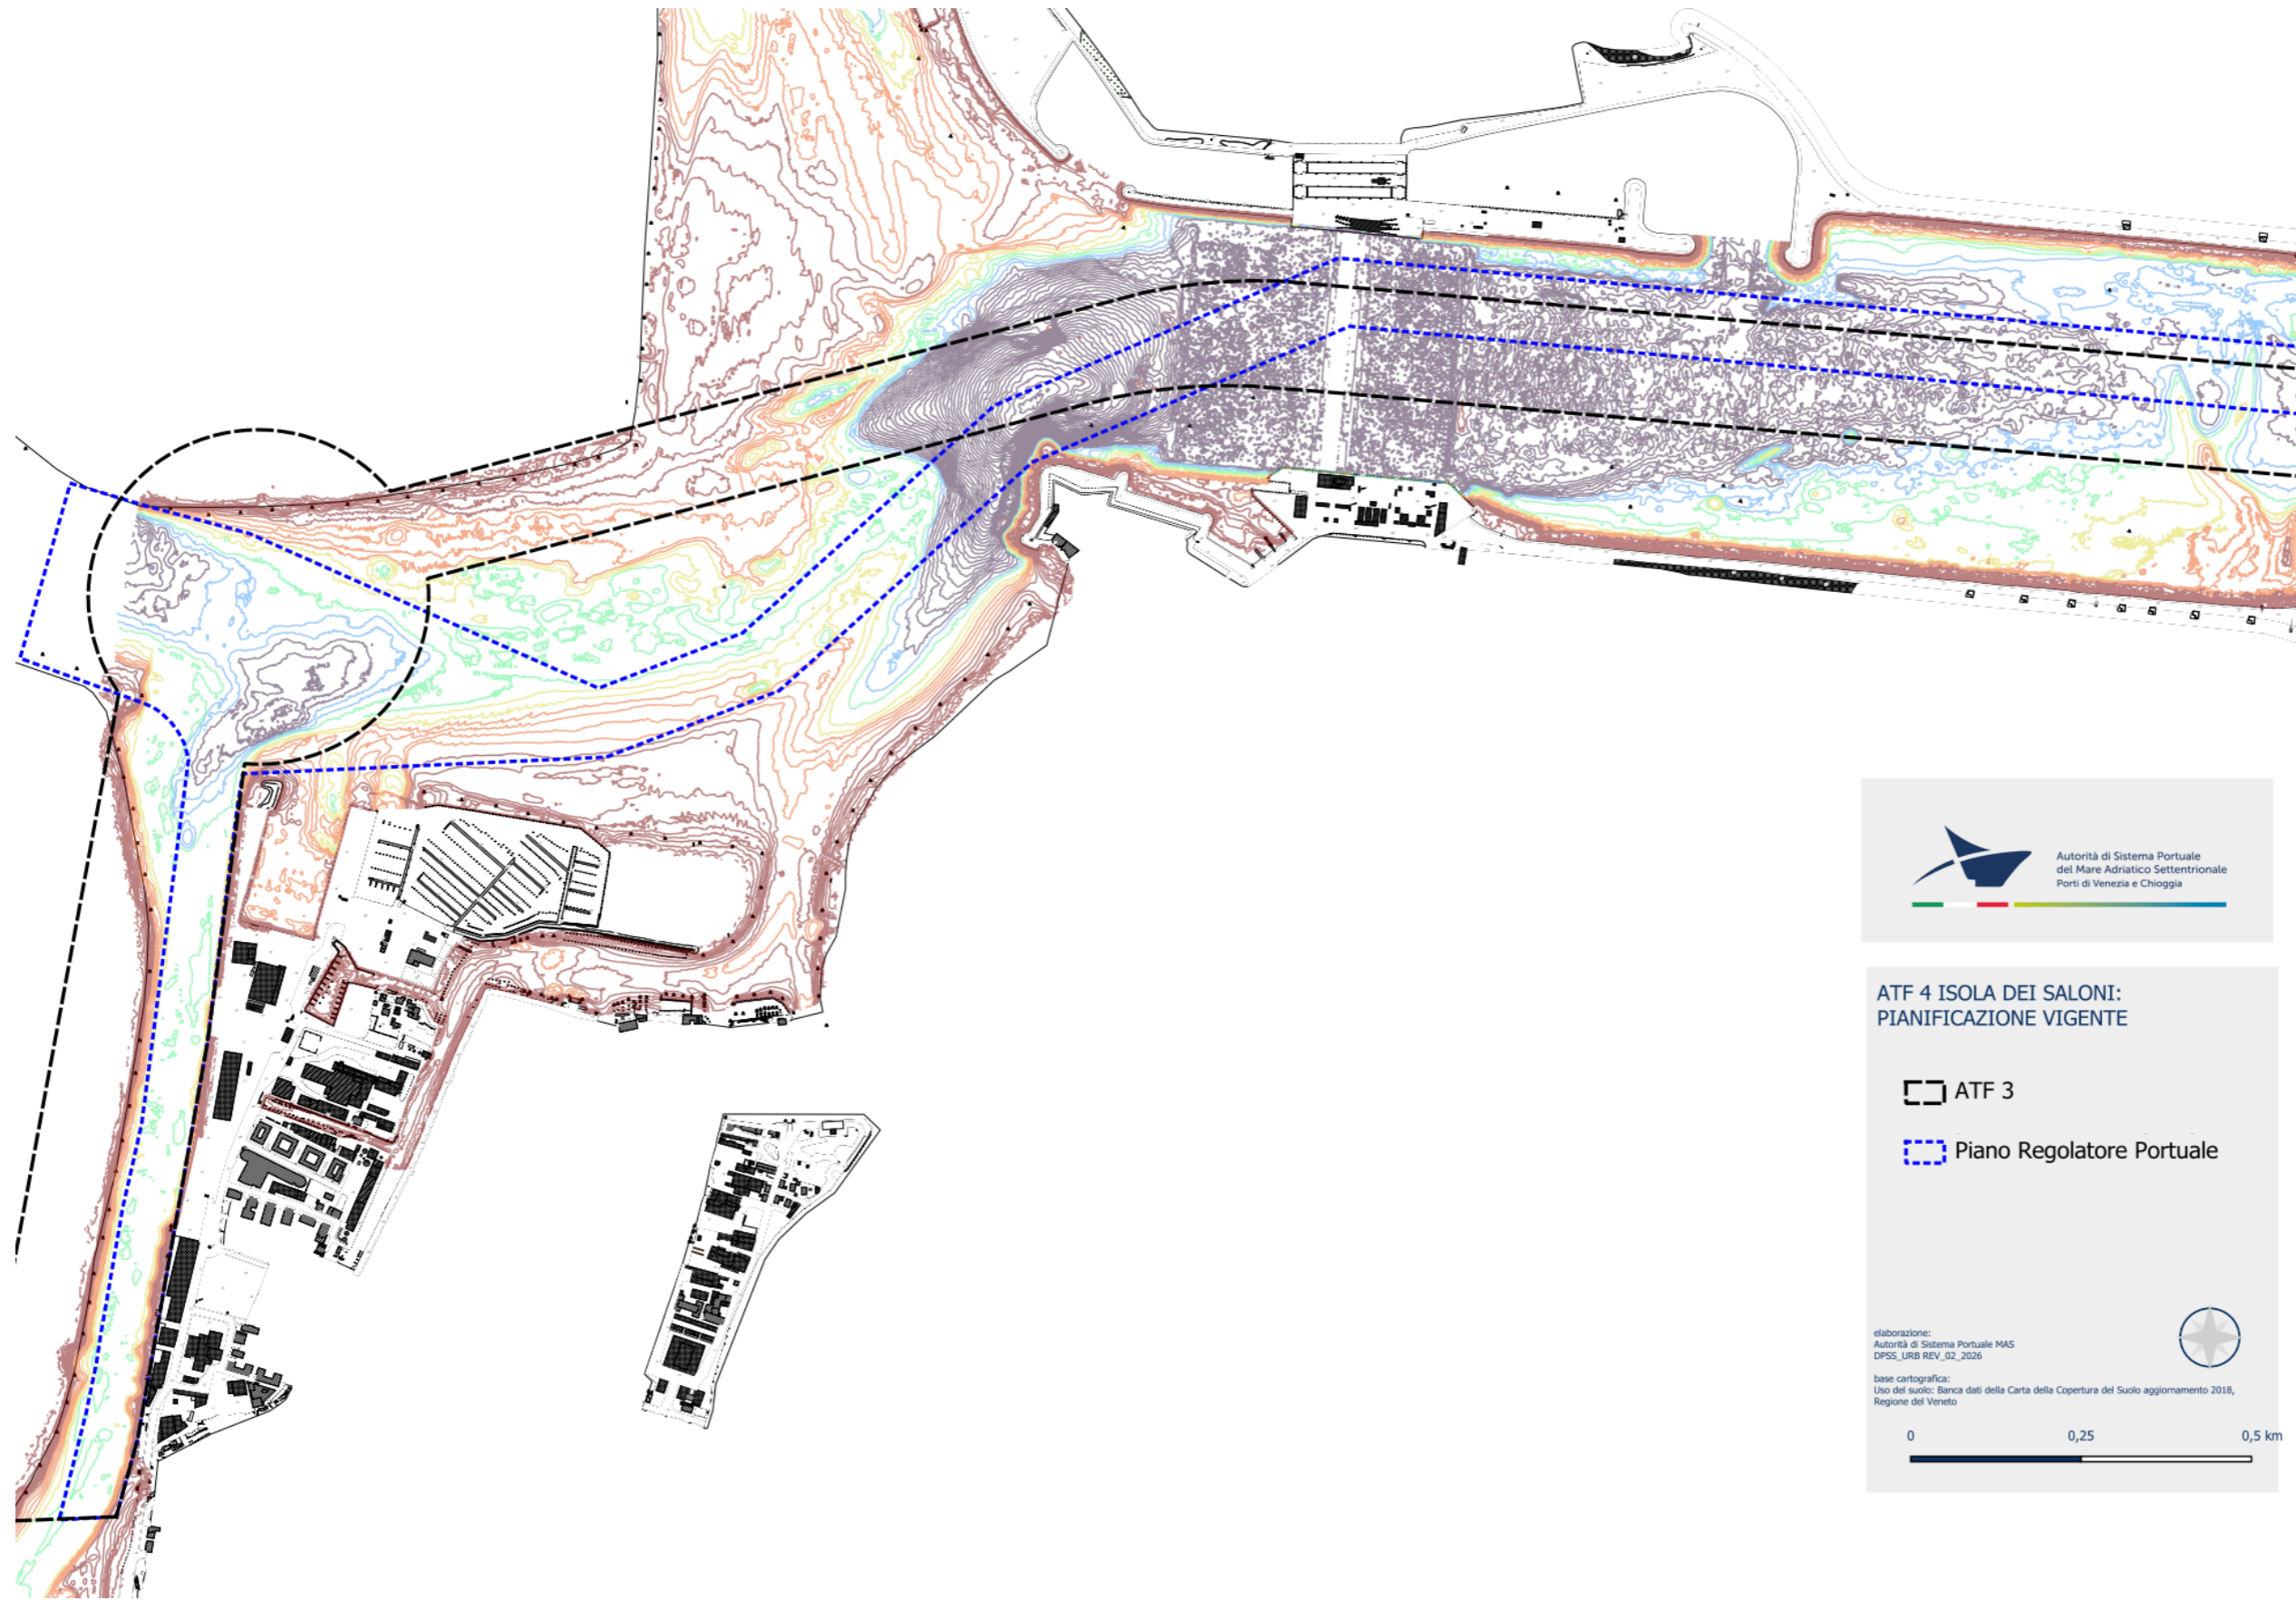 Autorità di Sistema Portuale
del Mare Adriatico Settentrionale
Porti di Venezia e Chioggia
ATF 4 ISOLA DEI SALONI:
PIANIFICAZIONE VIGENTE
ATF 3
Piano Regolatore Portuale
elaborazione:
Autorità di Sistema Portuale MAS
DPSS_URB REV_02_2026
base cartografica:
Uso del suolo: Banca dati della Carta della Copertura del Suolo aggiornamento 2018,
Regione del Veneto
0 0,25 0,5 km